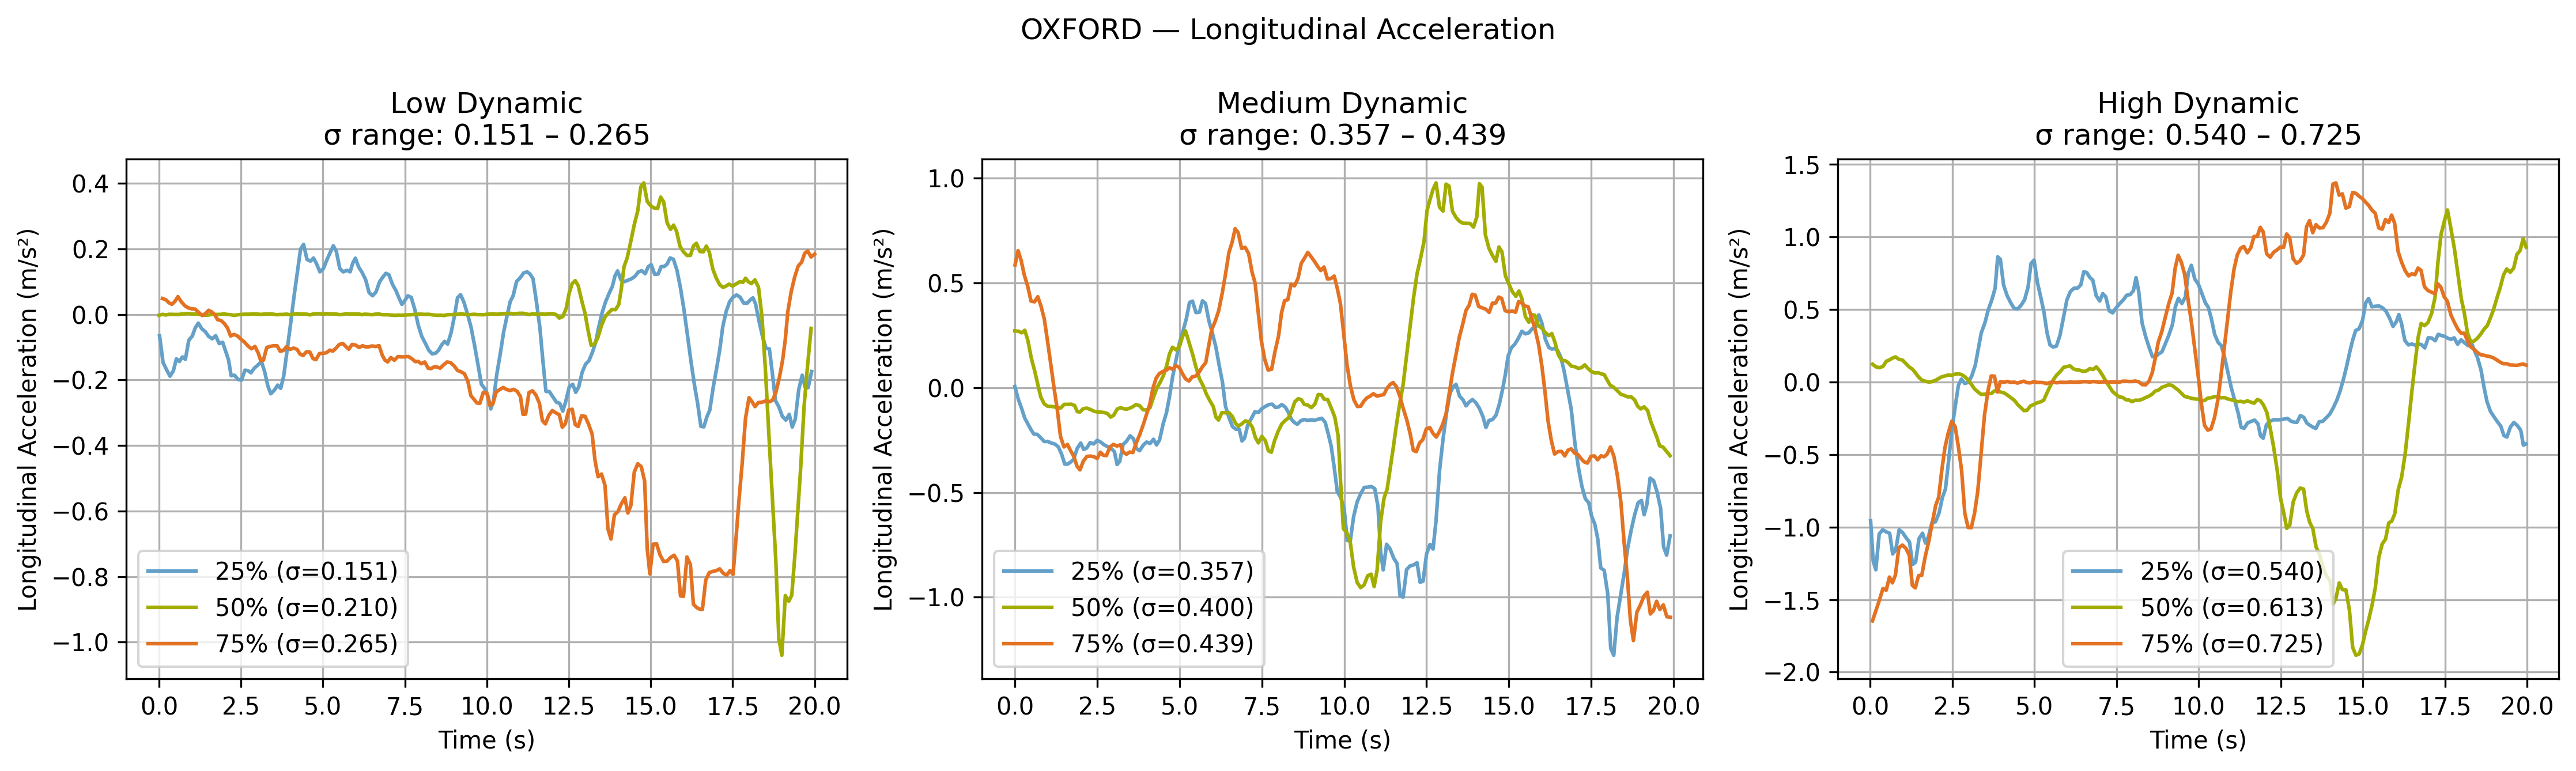 OXFORD — Longitudinal Acceleration
Low Dynamic
σ range: 0.151 – 0.265
Longitudinal Acceleration (m/s²)
0.4
0.2
0.0
−0.2
−0.4
−0.6
−0.8
−1.0
25% (σ=0.151)
50% (σ=0.210)
75% (σ=0.265)
0.0 2.5 5.0 7.5 10.0 12.5 15.0 17.5 20.0
Time (s)
Medium Dynamic
σ range: 0.357 – 0.439
Longitudinal Acceleration (m/s²)
1.0
0.5
0.0
−0.5
−1.0
25% (σ=0.357)
50% (σ=0.400)
75% (σ=0.439)
0.0 2.5 5.0 7.5 10.0 12.5 15.0 17.5 20.0
Time (s)
High Dynamic
σ range: 0.540 – 0.725
Longitudinal Acceleration (m/s²)
1.5
1.0
0.5
0.0
−0.5
−1.0
−1.5
−2.0
25% (σ=0.540)
50% (σ=0.613)
75% (σ=0.725)
0.0 2.5 5.0 7.5 10.0 12.5 15.0 17.5 20.0
Time (s)